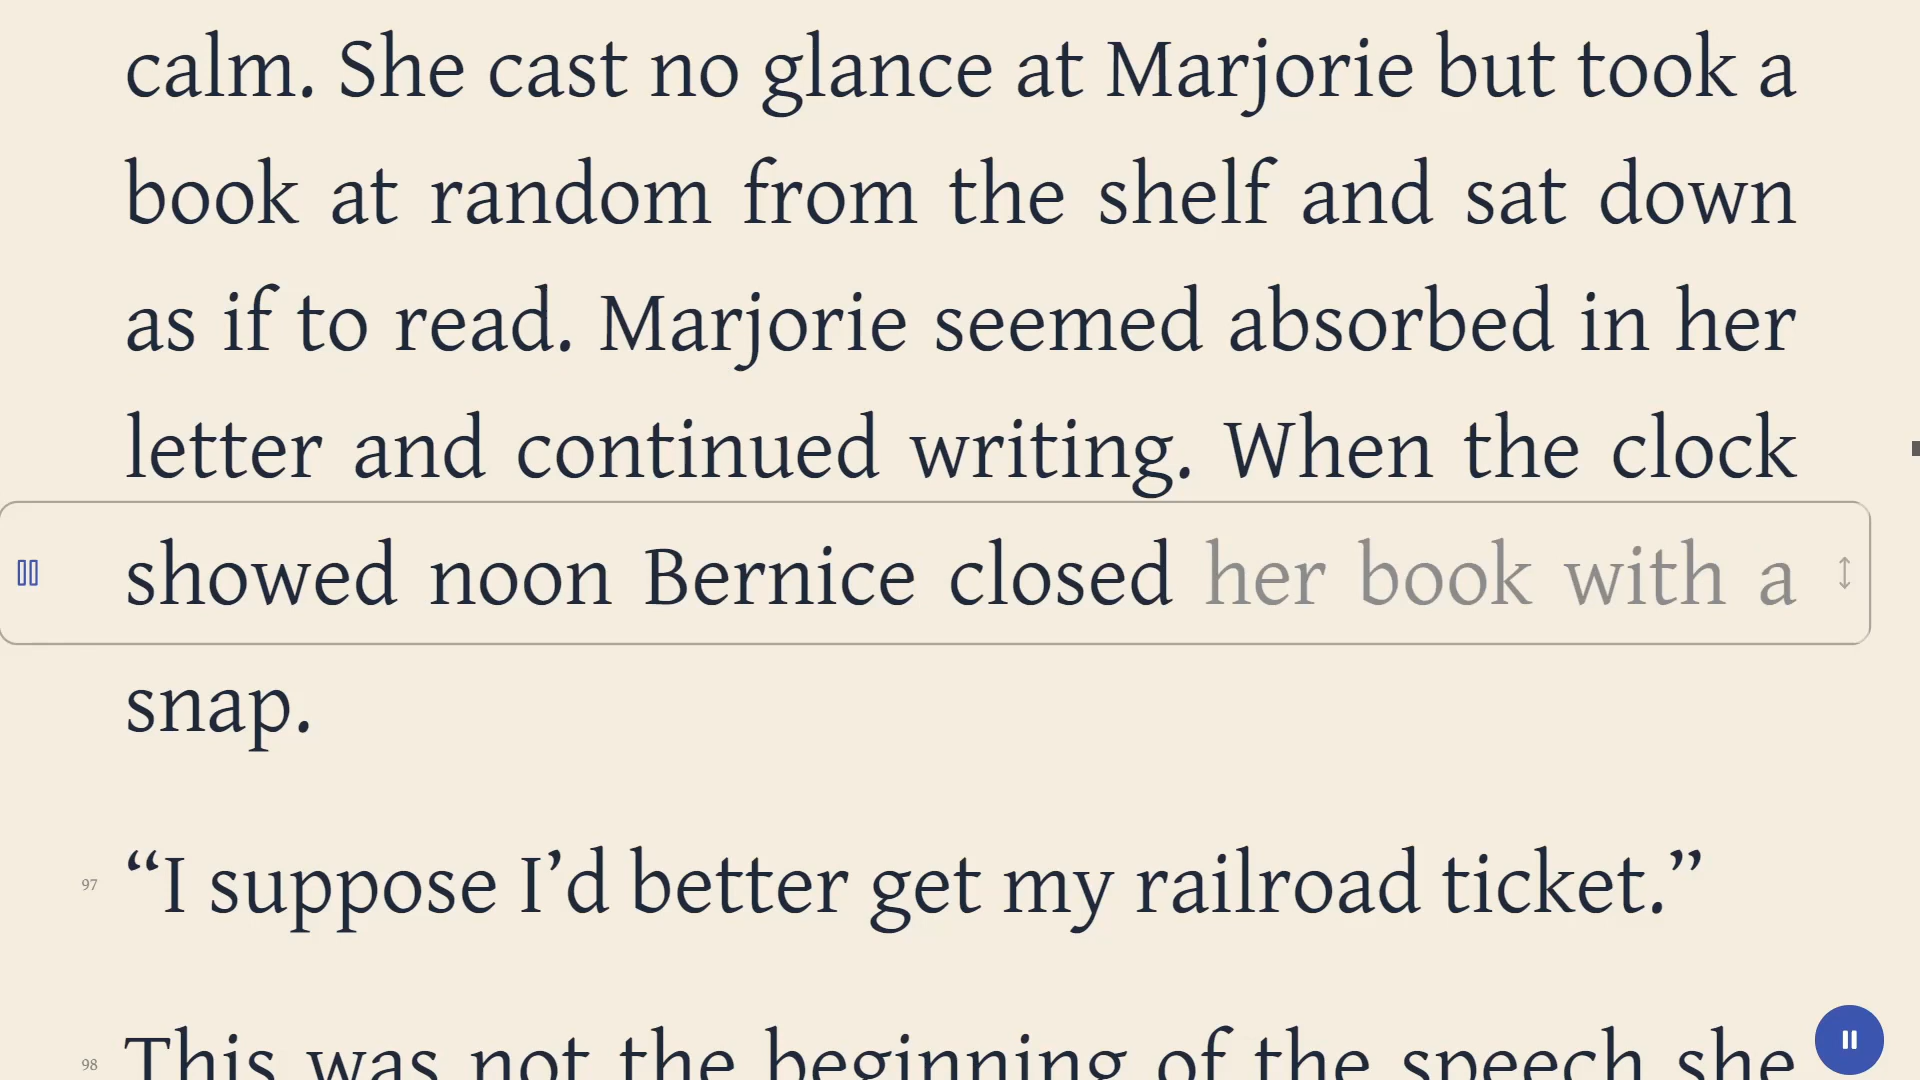 calm. She cast no glance at Marjorie but took a
book at random from the shelf and sat down
as if to read. Marjorie seemed absorbed in her
letter and continued writing. When the clock
showed noon Bernice closed her book with a
snap.
97 “I suppose I’d better get my railroad ticket.”
98 This was not the beginning of the speech she